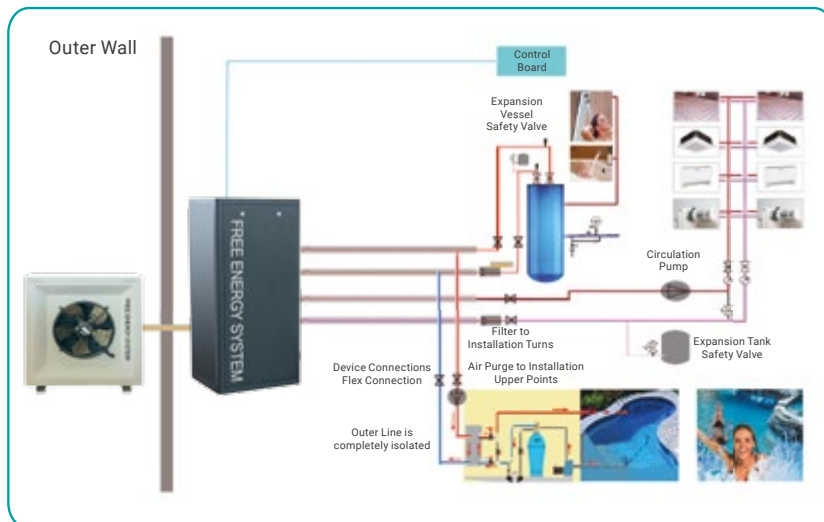 Outer Wall
Control
Board
Expansion
Vessel
Safety Valve
FREE ENERGY SYSTEM
Circulation
Pump
Filter to
Installation Turns
Expansion Tank
Safety Valve
Device Connections
Flex Connection
Air Purge to Installation
Upper Points
Outer Line is
completely isolated